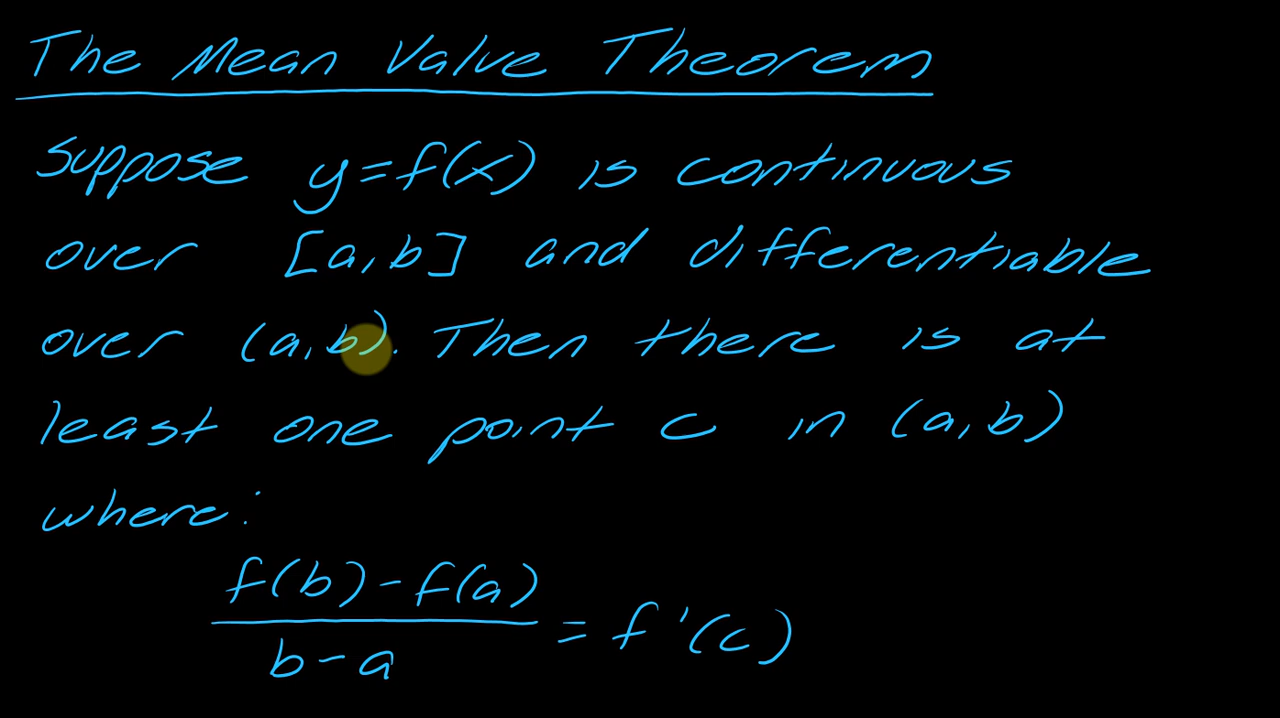 The Mean Value Theorem
Suppose y=f(x) is continuous
over [a,b] and differentiable
over (a,b). Then there is at
least one point c in (a,b)
where:
f(b)-f(a)
b-a
= f'(c)